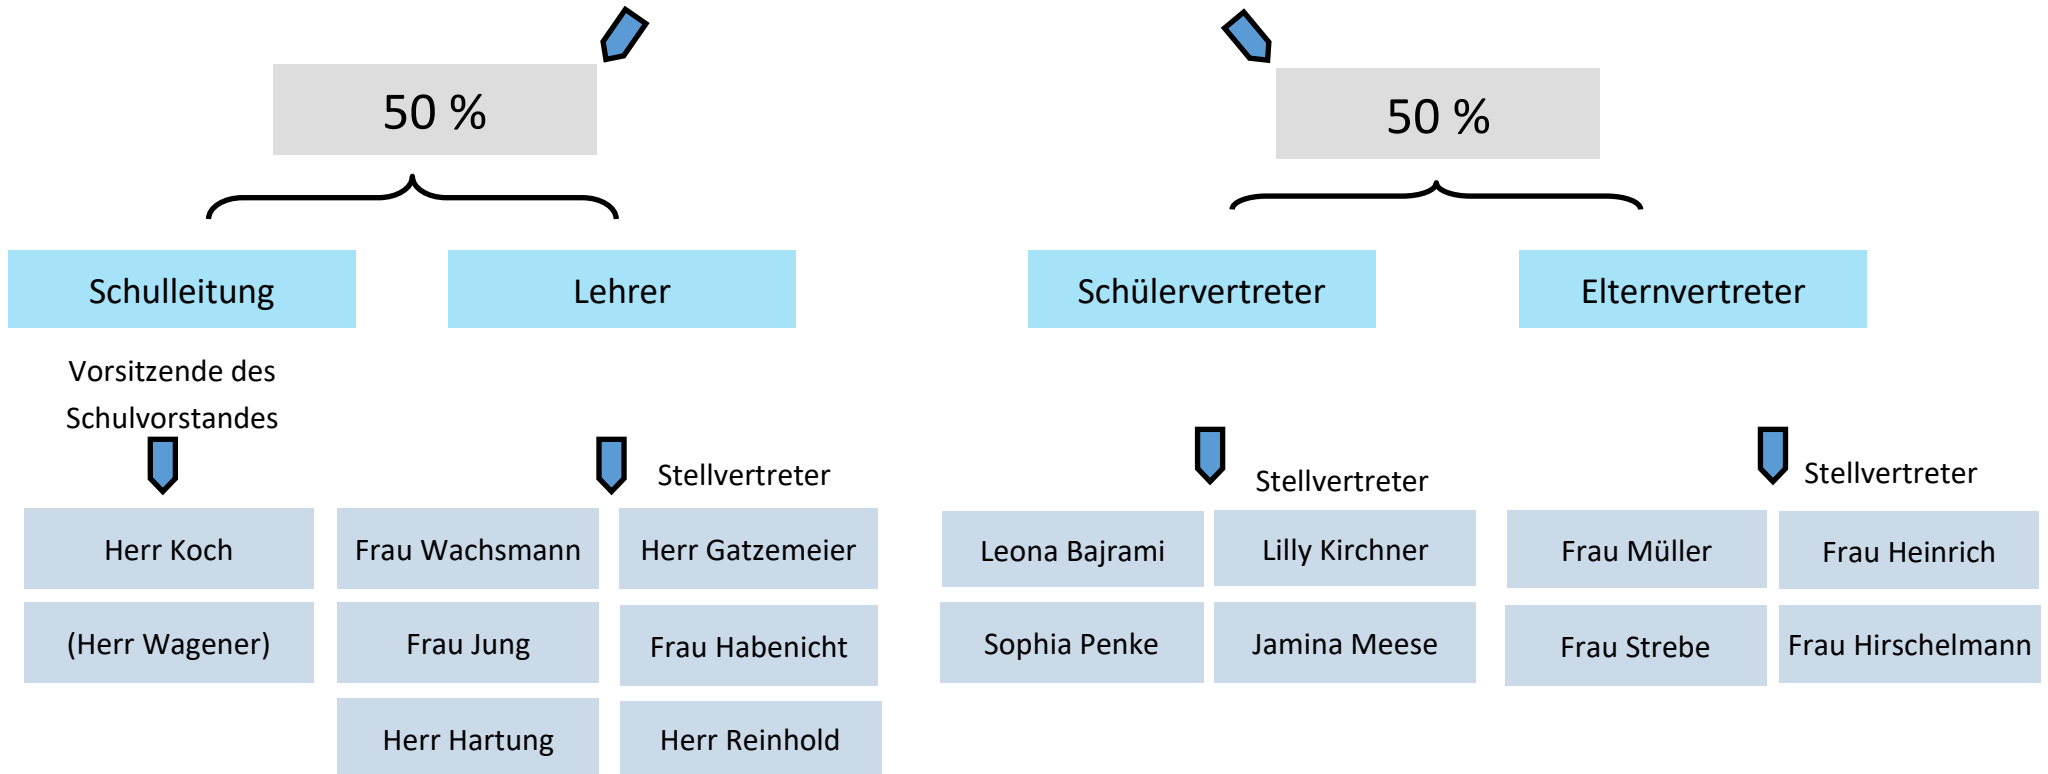 50 %
50 %
Schulleitung
Lehrer
Schülervertreter
Elternvertreter
Vorsitzende des
Schulvorstandes
Stellvertreter
Stellvertreter
Stellvertreter
Herr Koch
Frau Wachsmann
Herr Gatzemeier
Leona Bajrami
Lilly Kirchner
Frau Müller
Frau Heinrich
(Herr Wagener)
Frau Jung
Frau Habenicht
Sophia Penke
Jamina Meese
Frau Strebe
Frau Hirschelmann
Herr Hartung
Herr Reinhold